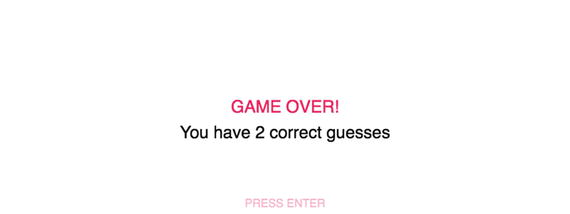 GAME OVER!
You have 2 correct guesses
PRESS ENTER